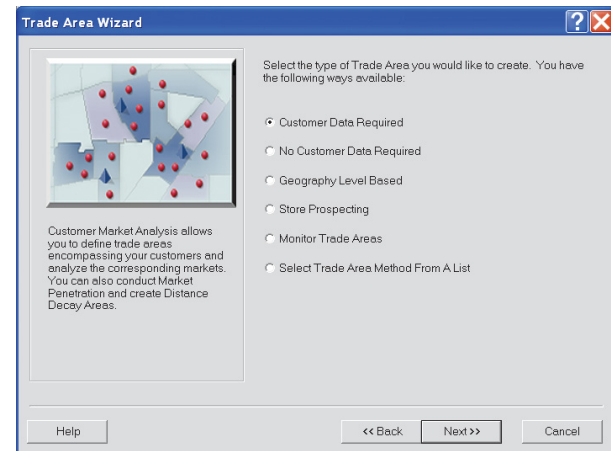 Trade Area Wizard
Select the type of Trade Area you would like to create. You have
the following ways available:
Customer Data Required
No Customer Data Required
Geography Level Based
Store Prospecting
Monitor Trade Areas
Select Trade Area Method From A List
Customer Market Analysis allows
you to define trade areas
encompassing your customers and
analyze the corresponding markets.
You can also conduct Market
Penetration and create Distance
Decay Areas.
Help
<< Back
Next >>
Cancel